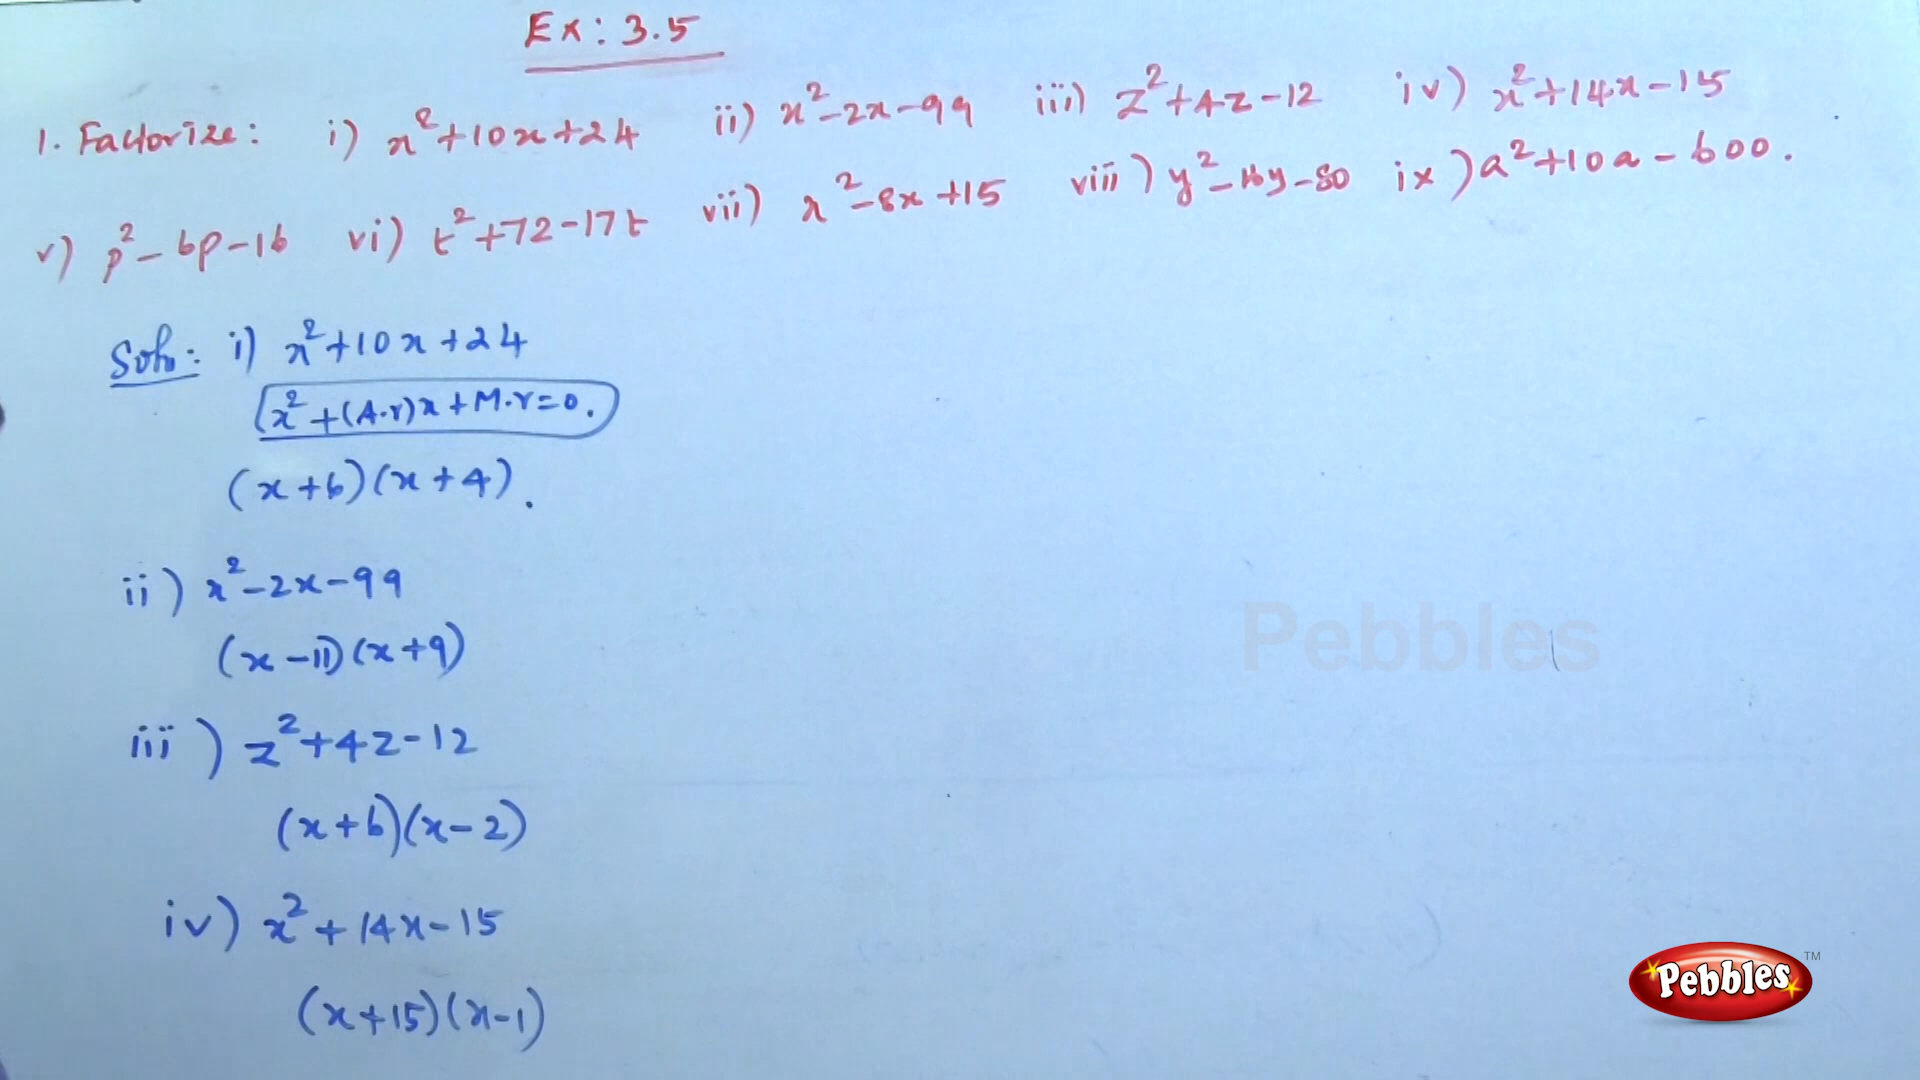 Ex: 3.5
1. Factorize: i) x²+10x+24 ii) x²-2x-99 iii) z²+4z-12 iv) x²+14x-15
v) p²-6p-16 vi) t²+72-17t vii) x²-8x+15 viii) y²-16y-80 ix) a²+10a-600.
Soln: i) x²+10x+24
x²+(A.r)x+M.r=0.
(x+6)(x+4).
ii) x²-2x-99
(x-11)(x+9)
iii) z²+4z-12
(x+6)(x-2)
iv) x²+14x-15
(x+15)(x-1)
Pebbles
Pebbles TM